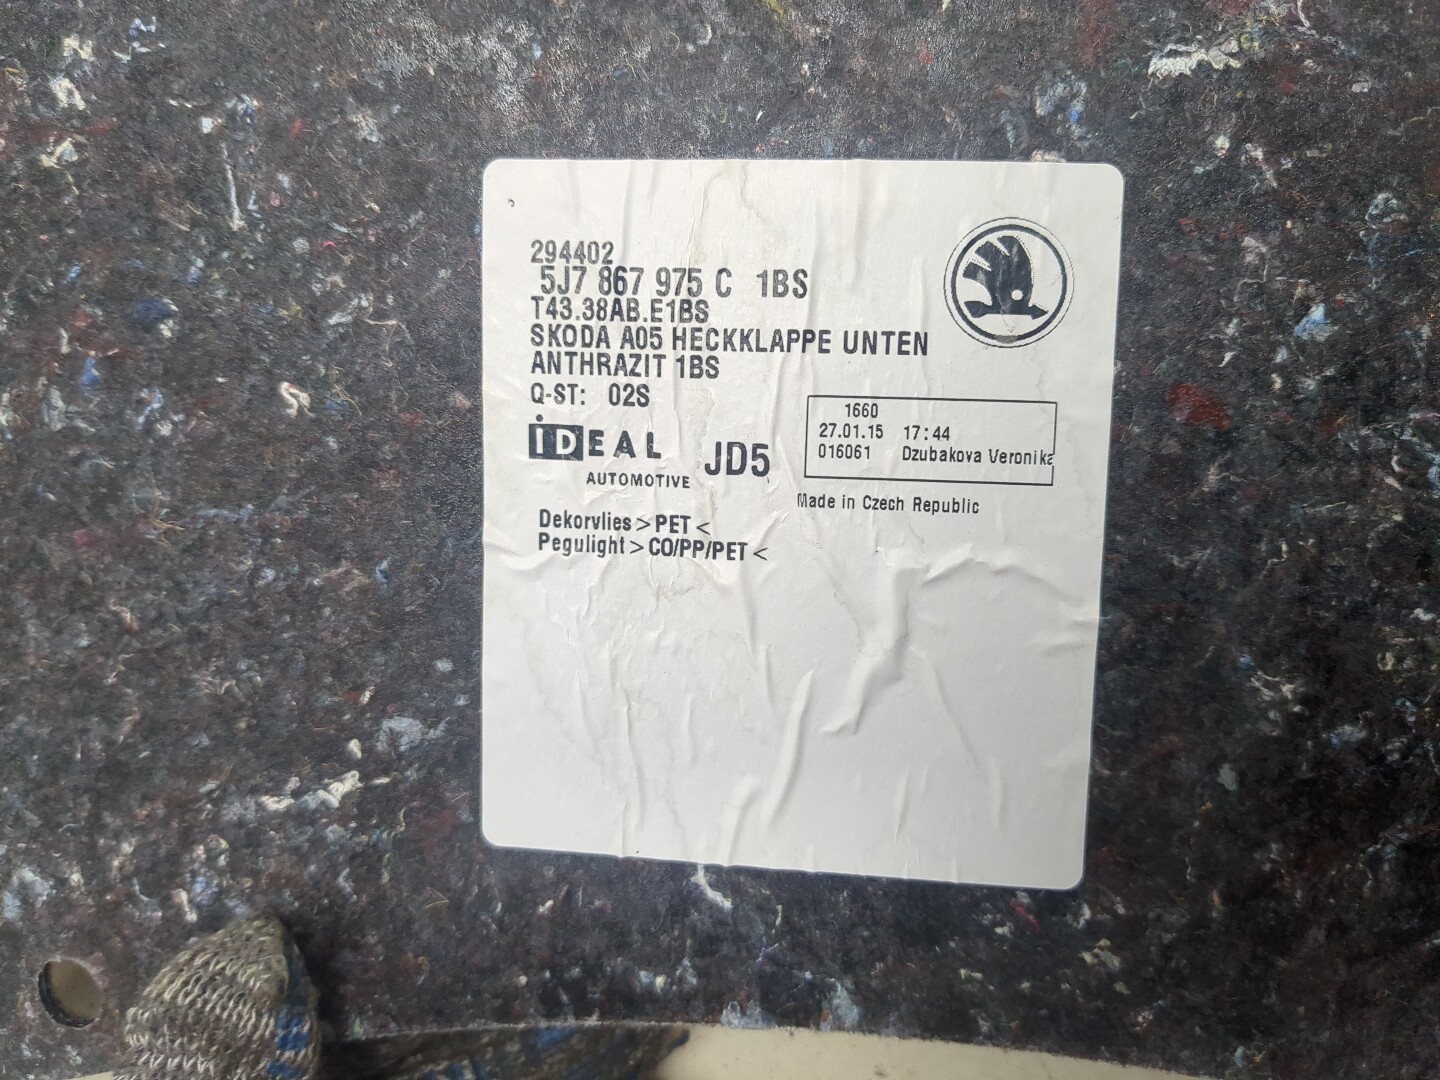 294402
5J7 867 975 C 1BS
T43.38AB.E1BS
SKODA A05 HECKKLAPPE UNTEN
ANTHRAZIT 1BS
Q-ST: 02S
iDEAL
AUTOMOTIVE
JD5
1660
27.01.15 17:44
016061 Dzubakova Veronika
Made in Czech Republic
Dekorvlies > PET <
Pegulight > CO/PP/PET <